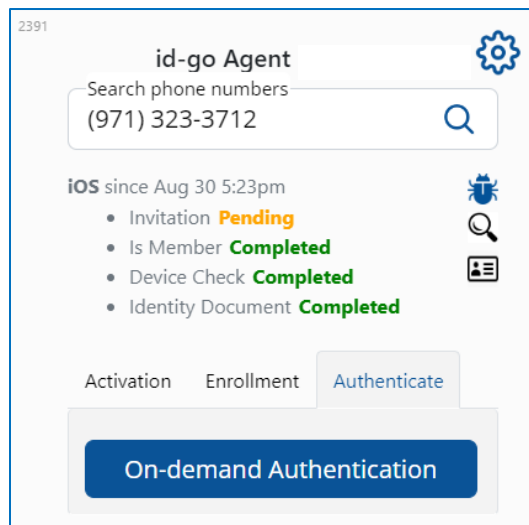 2391
id-go Agent
Search phone numbers
(971) 323-3712
iOS since Aug 30 5:23pm
Invitation Pending
Is Member Completed
Device Check Completed
Identity Document Completed
Activation Enrollment Authenticate
On-demand Authentication